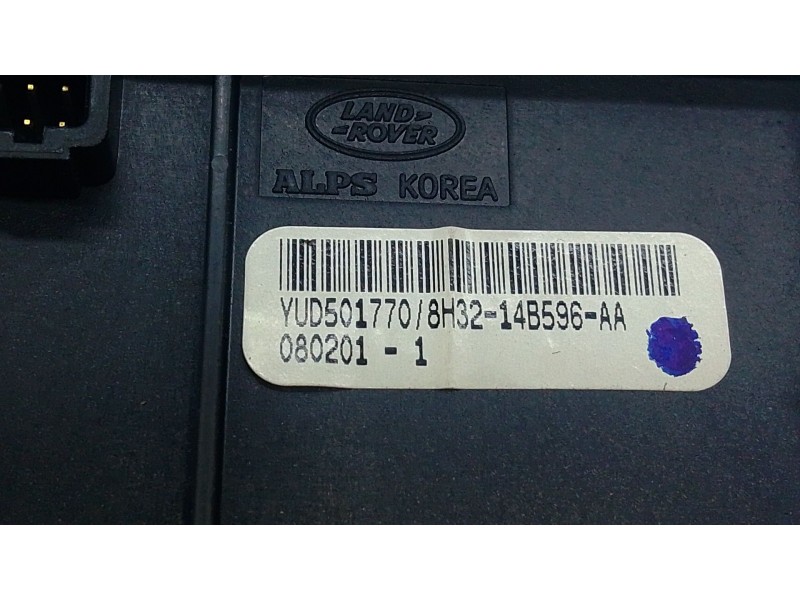 LAND-
-ROVER
ALPS KOREA
YUD501770/8H32-14B596-AA
080201 - 1